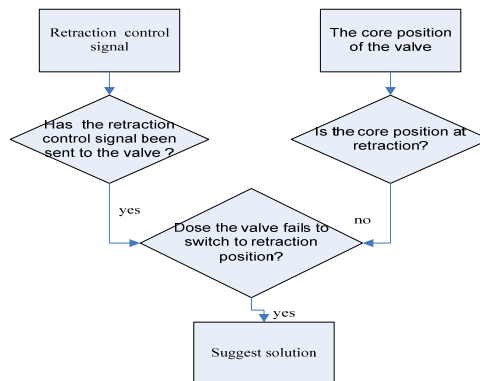 Retraction control
signal
The core position
of the valve
Has the retraction
control signal been
sent to the valve ?
Is the core position at
retraction?
yes
no
Dose the valve fails to
switch to retraction
position?
yes
Suggest solution